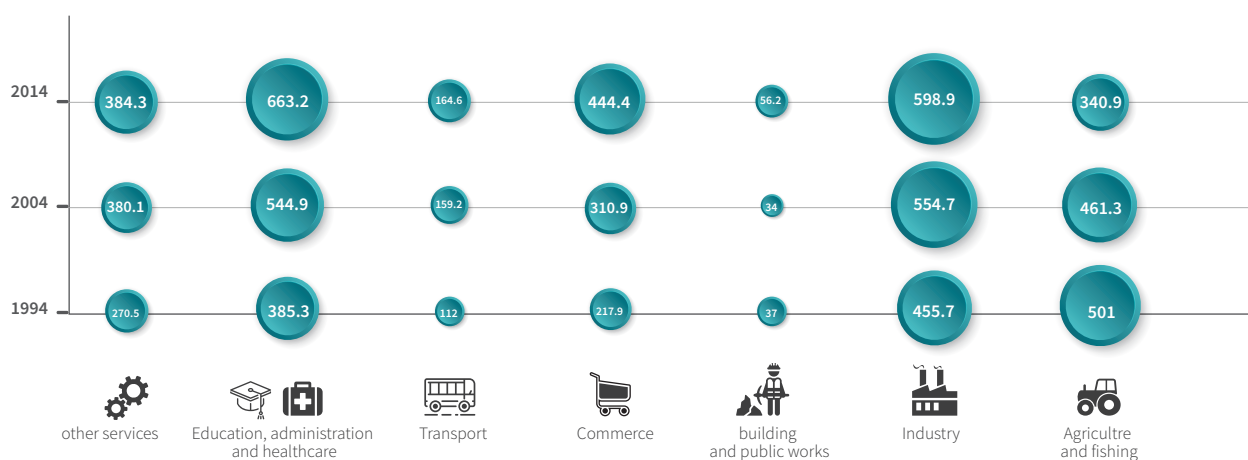 2014
384.3
663.2
164.6
444.4
56.2
598.9
340.9
2004
380.1
544.9
159.2
310.9
34
554.7
461.3
1994
270.5
385.3
112
217.9
37
455.7
501
other services
Education, administration
and healthcare
Transport
Commerce
building
and public works
Industry
Agricultre
and fishing